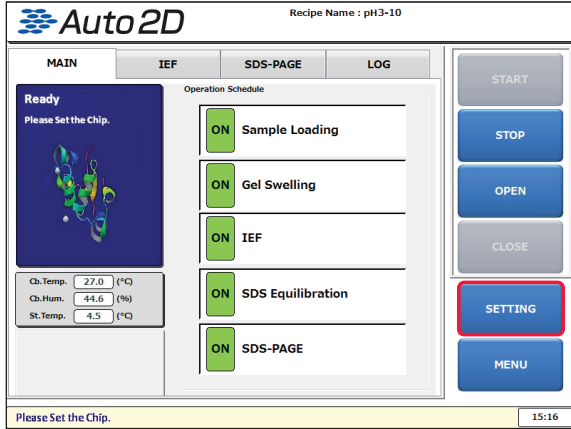 Auto2D
Recipe Name : pH3-10
MAIN
IEF
SDS-PAGE
LOG
Ready
Please Set the Chip.
Operation Schedule
ON Sample Loading
ON Gel Swelling
ON IEF
ON SDS Equilibration
ON SDS-PAGE
Cb.Temp. 27.0 (°C)
Cb.Hum. 44.6 (%)
St.Temp. 4.5 (°C)
START
STOP
OPEN
CLOSE
SETTING
MENU
Please Set the Chip.
15:16